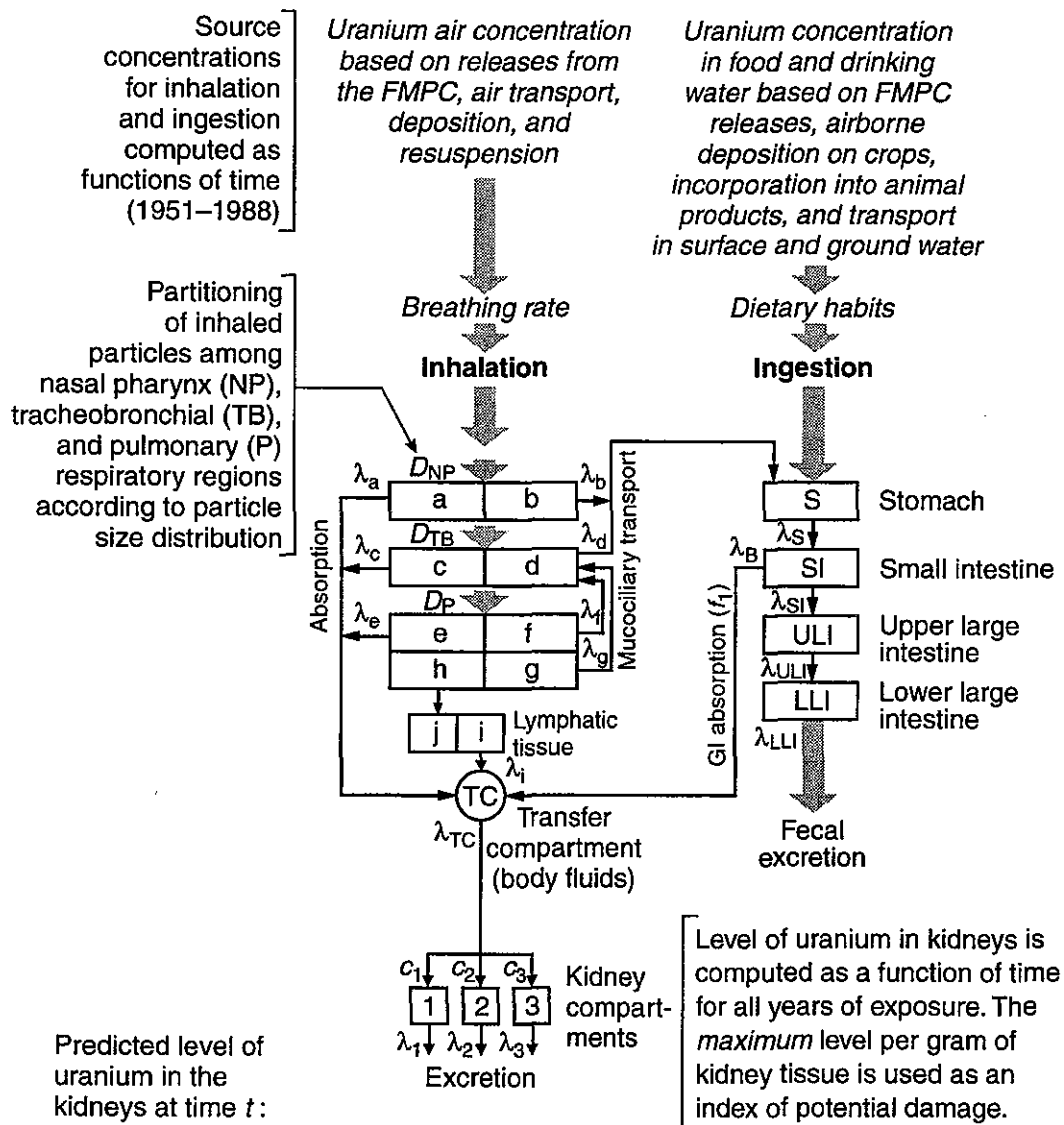 Source
concentrations
for inhalation
and ingestion
computed as
functions of time
(1951–1988)
Uranium air concentration
based on releases from
the FMPC, air transport,
deposition, and
resuspension
Uranium concentration
in food and drinking
water based on FMPC
releases, airborne
deposition on crops,
incorporation into animal
products, and transport
in surface and ground water
Partitioning
of inhaled
particles among
nasal pharynx (NP),
tracheobronchial (TB),
and pulmonary (P)
respiratory regions
according to particle
size distribution
Breathing rate
Inhalation
Dietary habits
Ingestion
λa
DNP
λb
a
b
λc
DTB
λd
c
d
λe
DP
λf
e
f
λg
h
g
Absorption
Mucociliary transport
j
i
Lymphatic
tissue
λi
TC
λTC
Transfer
compartment
(body fluids)
S
Stomach
λS
λB
SI
Small intestine
λSI
ULI
Upper large
intestine
λULI
LLI
Lower large
intestine
λLLI
GI absorption (f1)
Fecal
excretion
c1
c2
c3
1
2
3
Kidney
compart-
ments
λ1
λ2
λ3
Excretion
Predicted level of
uranium in the
kidneys at time t :
Level of uranium in kidneys is
computed as a function of time
for all years of exposure. The
maximum level per gram of
kidney tissue is used as an
index of potential damage.